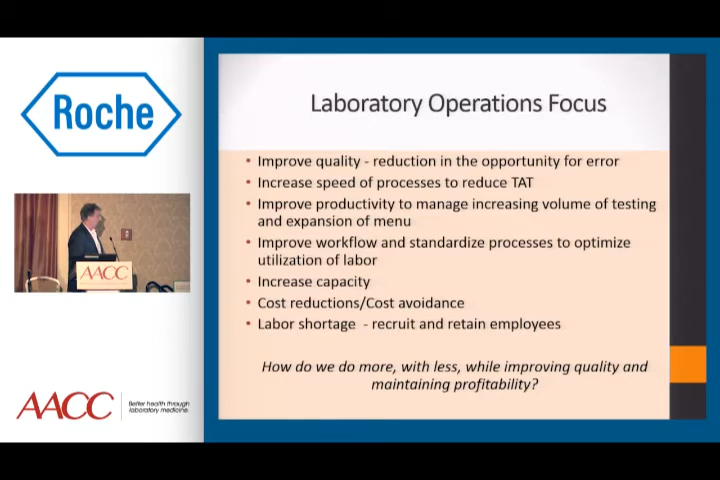 Roche
Laboratory Operations Focus
• Improve quality - reduction in the opportunity for error
• Increase speed of processes to reduce TAT
• Improve productivity to manage increasing volume of testing
and expansion of menu
• Improve workflow and standardize processes to optimize
utilization of labor
• Increase capacity
• Cost reductions/Cost avoidance
• Labor shortage - recruit and retain employees
How do we do more, with less, while improving quality and
maintaining profitability?
AACC
AACC
Better health through
laboratory medicine.